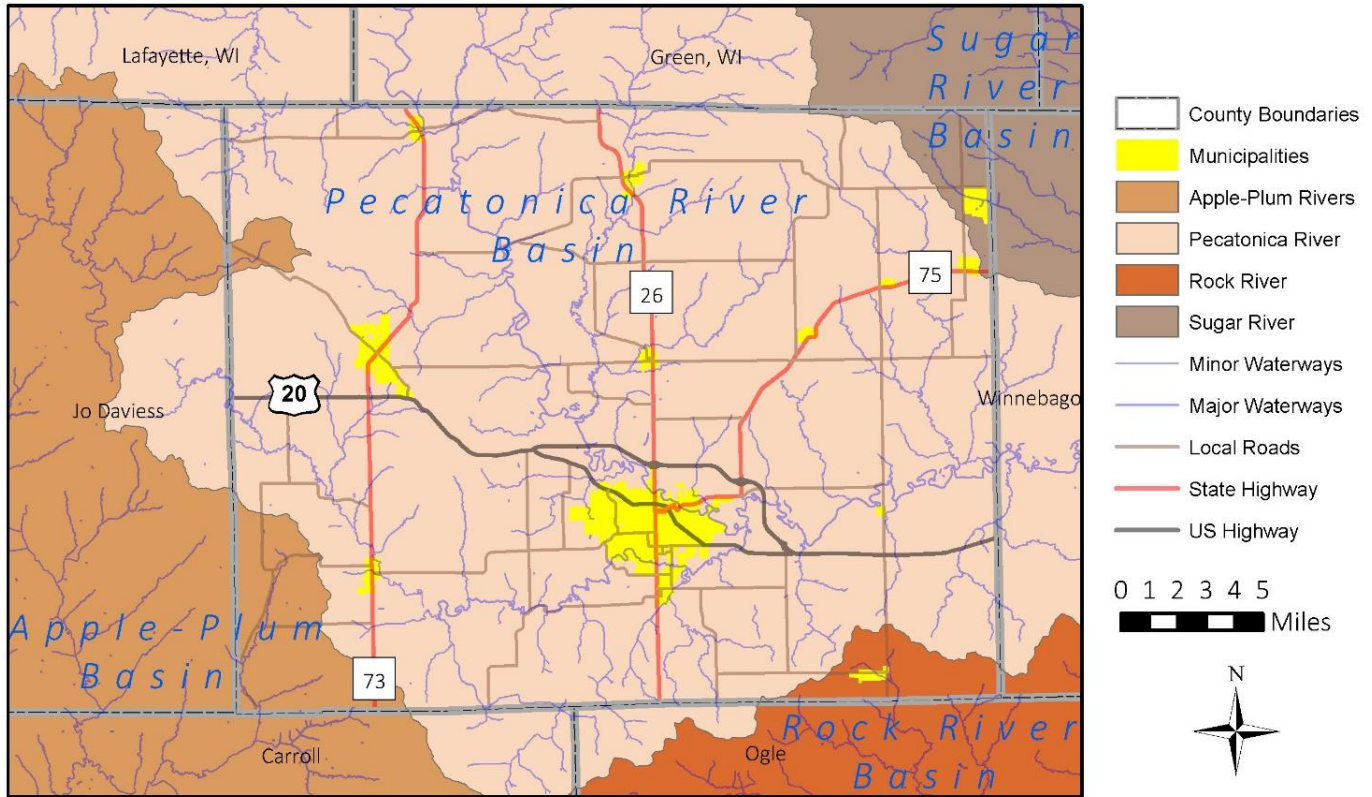 Lafayette, WI
Green, WI
Sugar
River
Basin
Pecatonica River
Basin
26
75
20
Jo Daviess
Winnebago
Apple-Plum
Basin
73
Carroll
Ogle
Rock River
Basin
County Boundaries
Municipalities
Apple-Plum Rivers
Pecatonica River
Rock River
Sugar River
Minor Waterways
Major Waterways
Local Roads
State Highway
US Highway
0 1 2 3 4 5
Miles
N